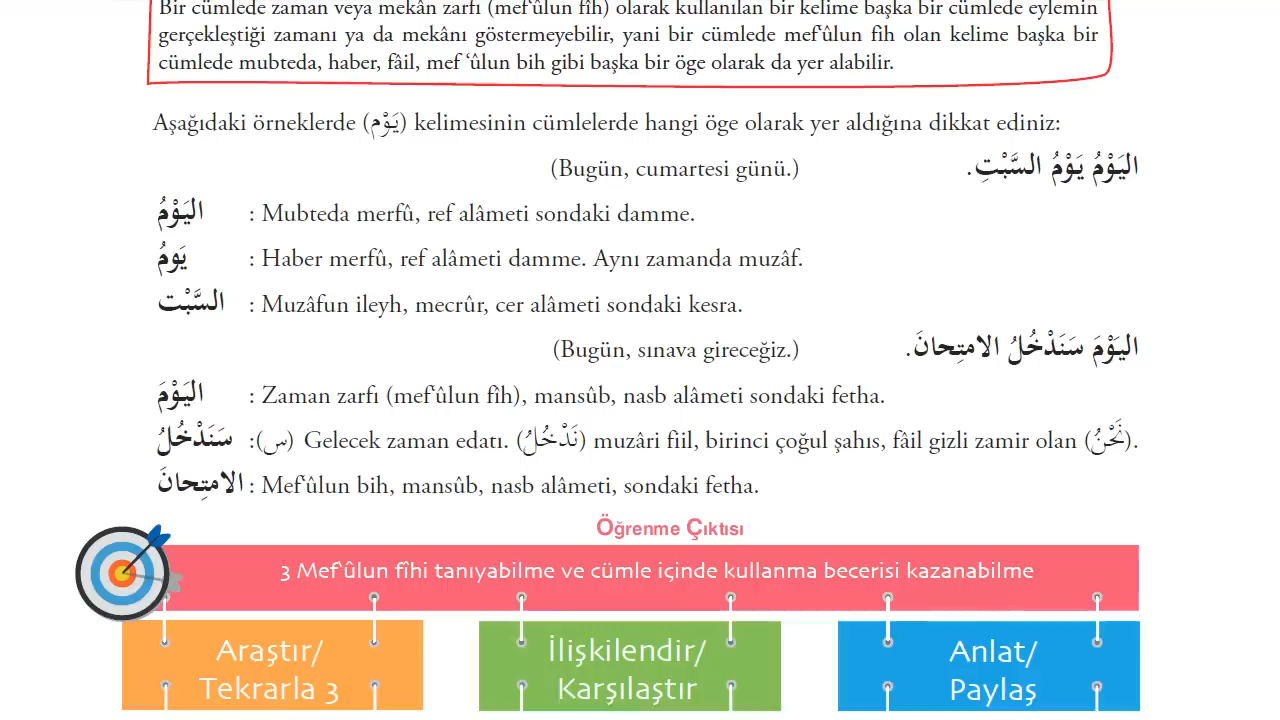 Bir cümlede zaman veya mekân zarfı (mef‘ûlun fîh) olarak kullanılan bir kelime başka bir cümlede eylemin
gerçekleştiği zamanı ya da mekânı göstermeyebilir, yani bir cümlede mef‘ûlun fih olan kelime başka bir
cümlede mubteda, haber, fâil, mef ‘ûlun bih gibi başka bir öge olarak da yer alabilir.
Aşağıdaki örneklerde (يَوْم) kelimesinin cümlelerde hangi öge olarak yer aldığına dikkat ediniz:
(Bugün, cumartesi günü.) اليَوْمُ يَوْمُ السَّبْتِ.
اليَوْمُ : Mubteda merfû, ref alâmeti sondaki damme.
يَومُ : Haber merfû, ref alâmeti damme. Aynı zamanda muzâf.
السَّبْت : Muzâfun ileyh, mecrûr, cer alâmeti sondaki kesra.
(Bugün, sınava gireceğiz.) اليَوْمَ سَنَدْخُلُ الامتِحانَ.
اليَوْمَ : Zaman zarfı (mef‘ûlun fîh), mansûb, nasb alâmeti sondaki fetha.
سَنَدْخُلُ :(س) Gelecek zaman edatı. (نَدْخُلُ) muzâri fiil, birinci çoğul şahıs, fâil gizli zamir olan (نَحْنُ).
الامتِحانَ : Mef‘ûlun bih, mansûb, nasb alâmeti, sondaki fetha.
Öğrenme Çıktısı
3 Mef‘ûlun fîhi tanıyabilme ve cümle içinde kullanma becerisi kazanabilme
Araştır/
Tekrarla 3
İlişkilendir/
Karşılaştır
Anlat/
Paylaş